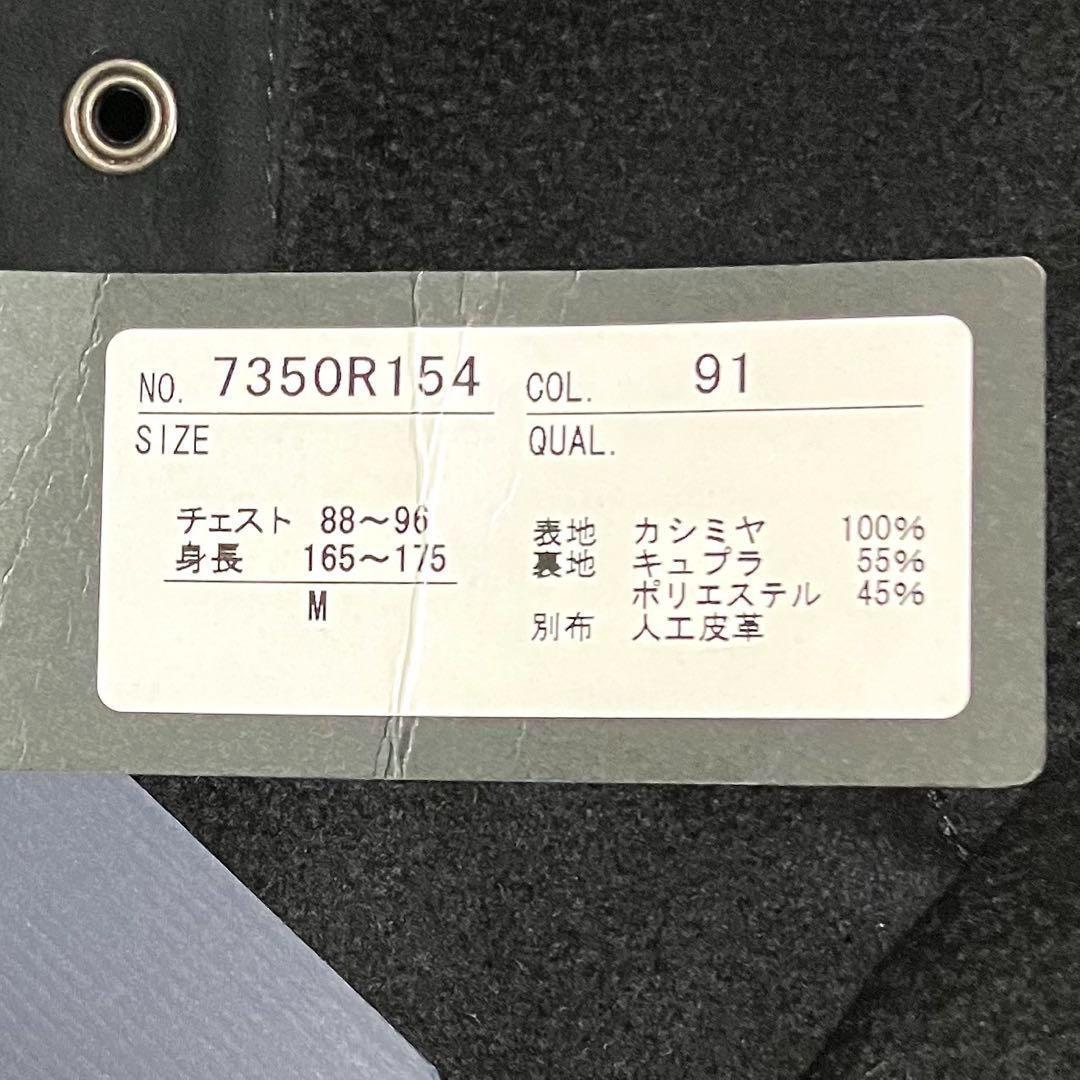 NO. 7350R154
SIZE
チェスト 88～96
身長 165～175
M
COL. 91
QUAL.
表地 カシミヤ 100%
裏地 キュプラ 55%
ポリエステル 45%
別布 人工皮革